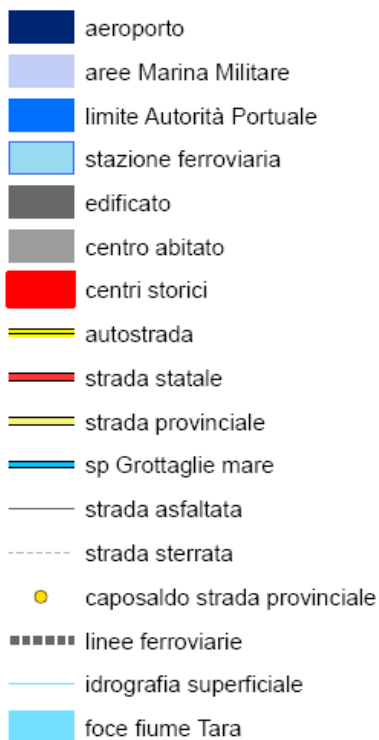 aeroporto
aree Marina Militare
limite Autorità Portuale
stazione ferroviaria
edificato
centro abitato
centri storici
autostrada
strada statale
strada provinciale
sp Grottaglie mare
strada asfaltata
strada sterrata
caposaldo strada provinciale
linee ferroviarie
idrografia superficiale
foce fiume Tara